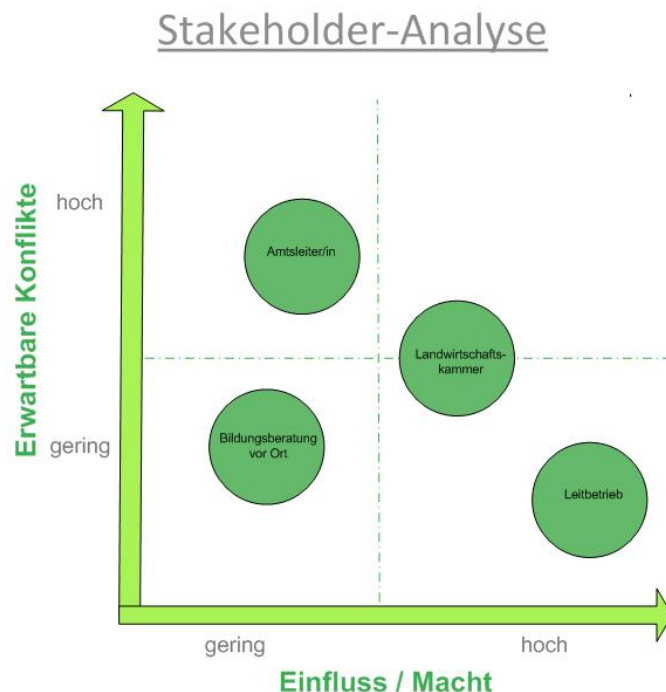 Stakeholder-Analyse
Erwartbare Konflikte
hoch
gering
Amtsleiter/in
Landwirtschafts-
kammer
Bildungsberatung
vor Ort
Leitbetrieb
gering
hoch
Einfluss / Macht